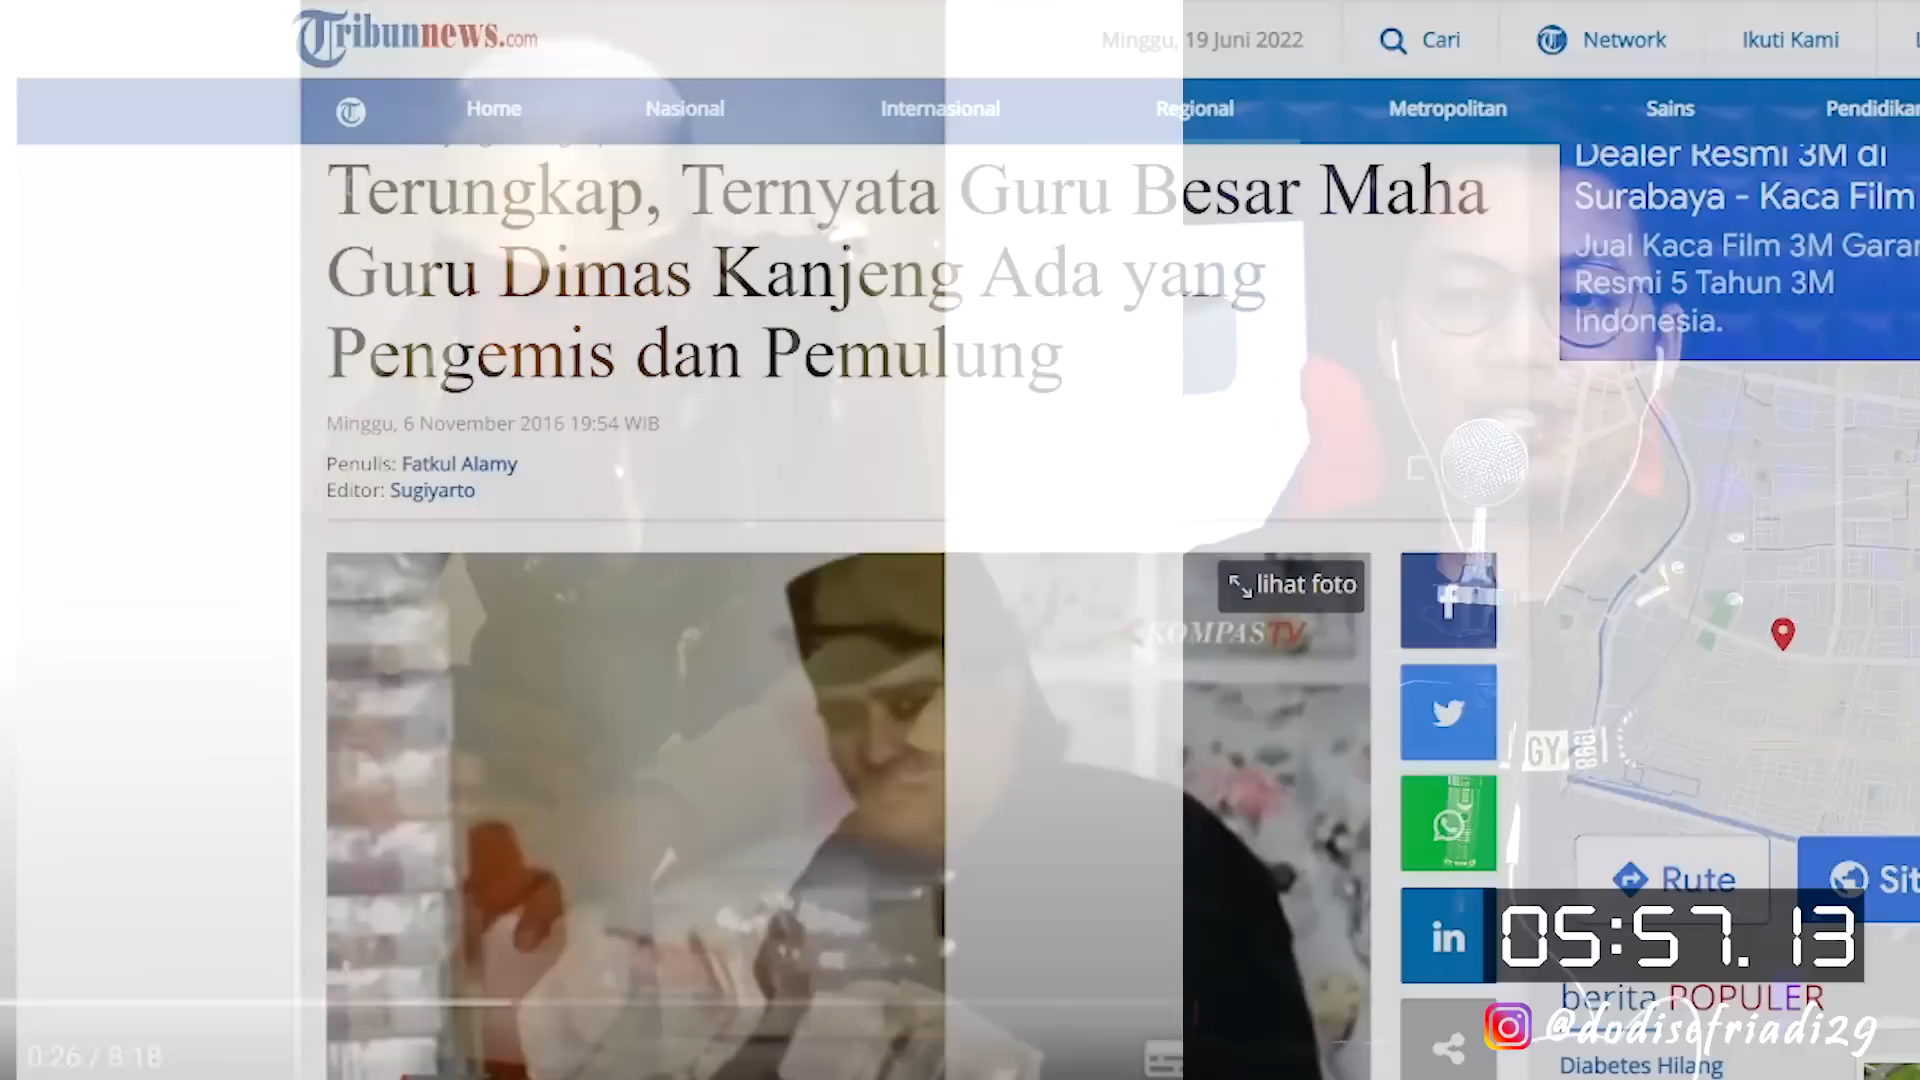 Tribunnews.com
Minggu, 19 Juni 2022
Cari
Network
Ikuti Kami
Home
Nasional
Internasional
Regional
Metropolitan
Sains
Terungkap, Ternyata Guru Besar Maha
Guru Dimas Kanjeng Ada yang
Pengemis dan Pemulung
Minggu, 6 November 2016 19:54 WIB
Penulis: Fatkul Alamy
Editor: Sugiyarto
lihat foto
KOMPASTV
Dealer Resmi 3M di
Surabaya - Kaca Film
Jual Kaca Film 3M
Resmi 5 Tahun 3M
Indonesia.
GY
1998
Rute
05:57.13
berita POPULER
@dodisefriadi29
Diabetes Hilang
0:26 / 8:18